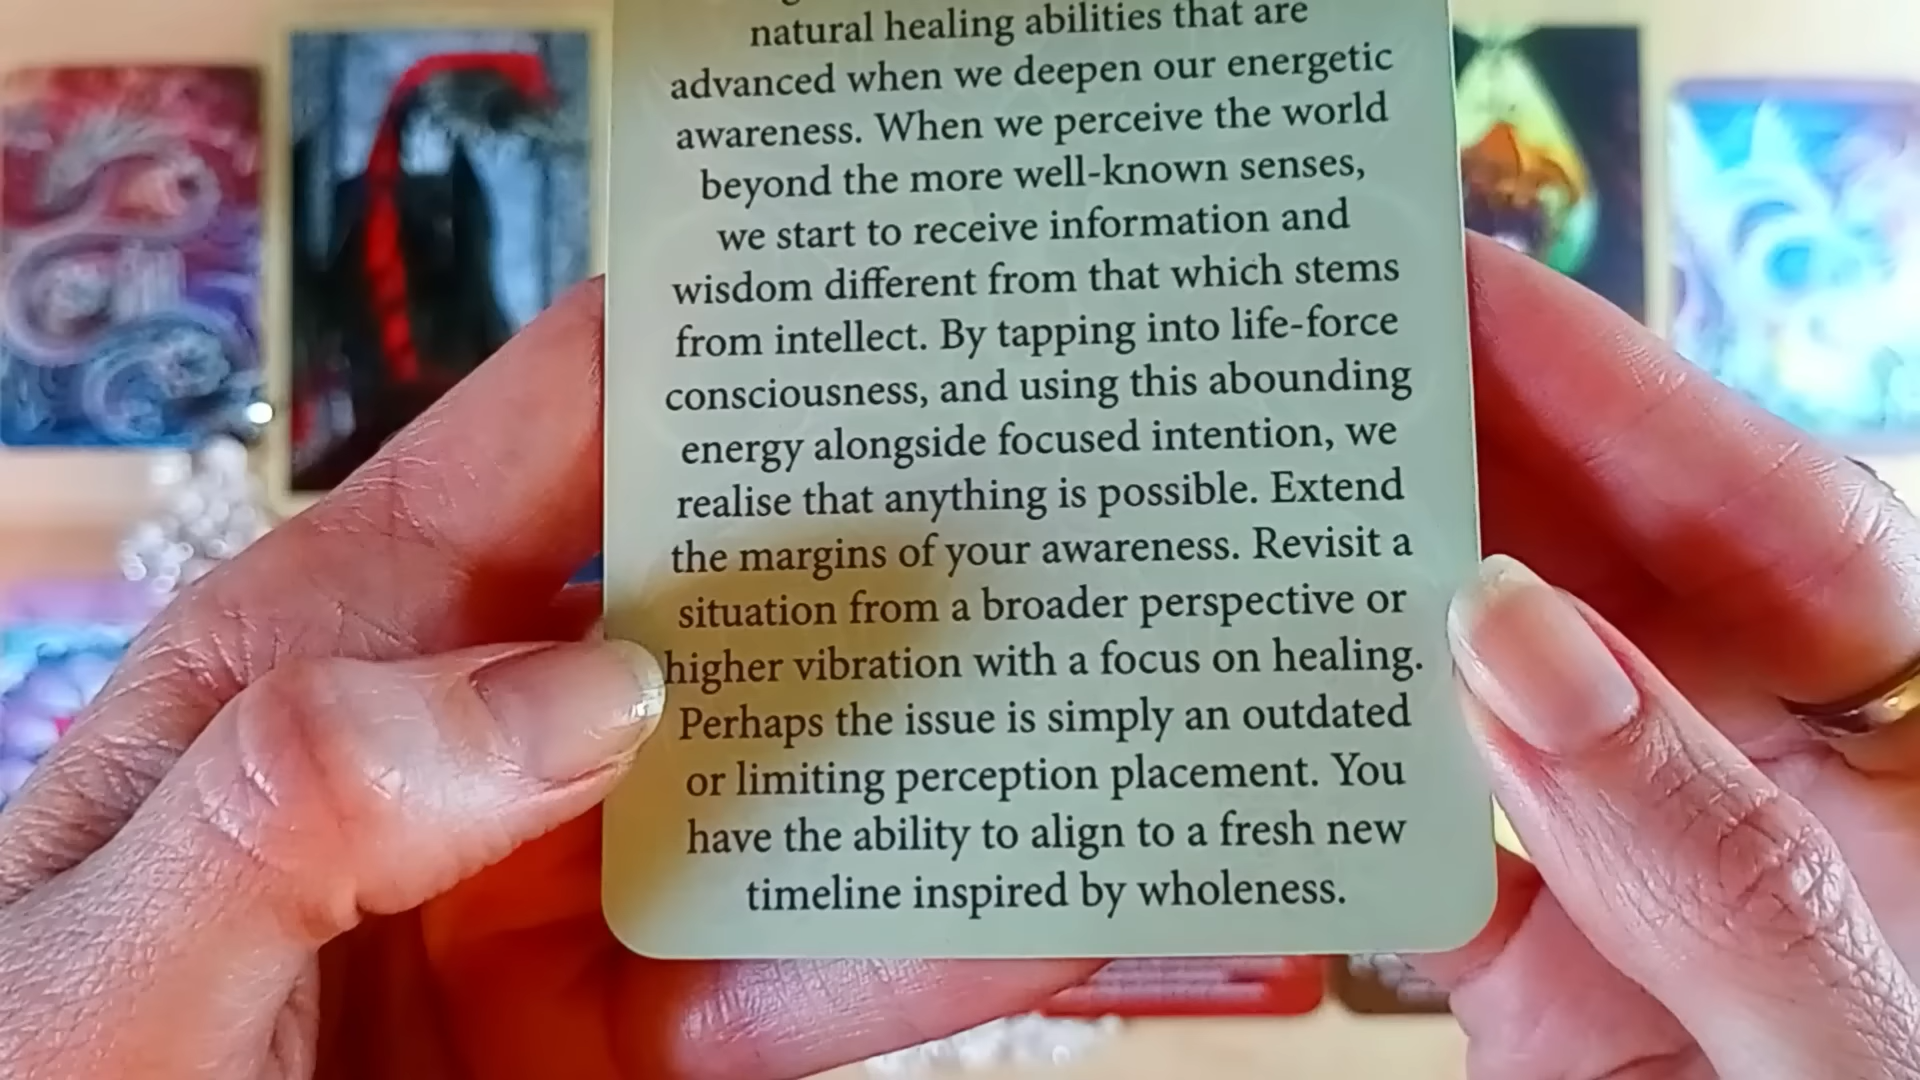 natural healing abilities that are
advanced when we deepen our energetic
awareness. When we perceive the world
beyond the more well-known senses,
we start to receive information and
wisdom different from that which stems
from intellect. By tapping into life-force
consciousness, and using this abounding
energy alongside focused intention, we
realise that anything is possible. Extend
the margins of your awareness. Revisit a
situation from a broader perspective or
higher vibration with a focus on healing.
Perhaps the issue is simply an outdated
or limiting perception placement. You
have the ability to align to a fresh new
timeline inspired by wholeness.